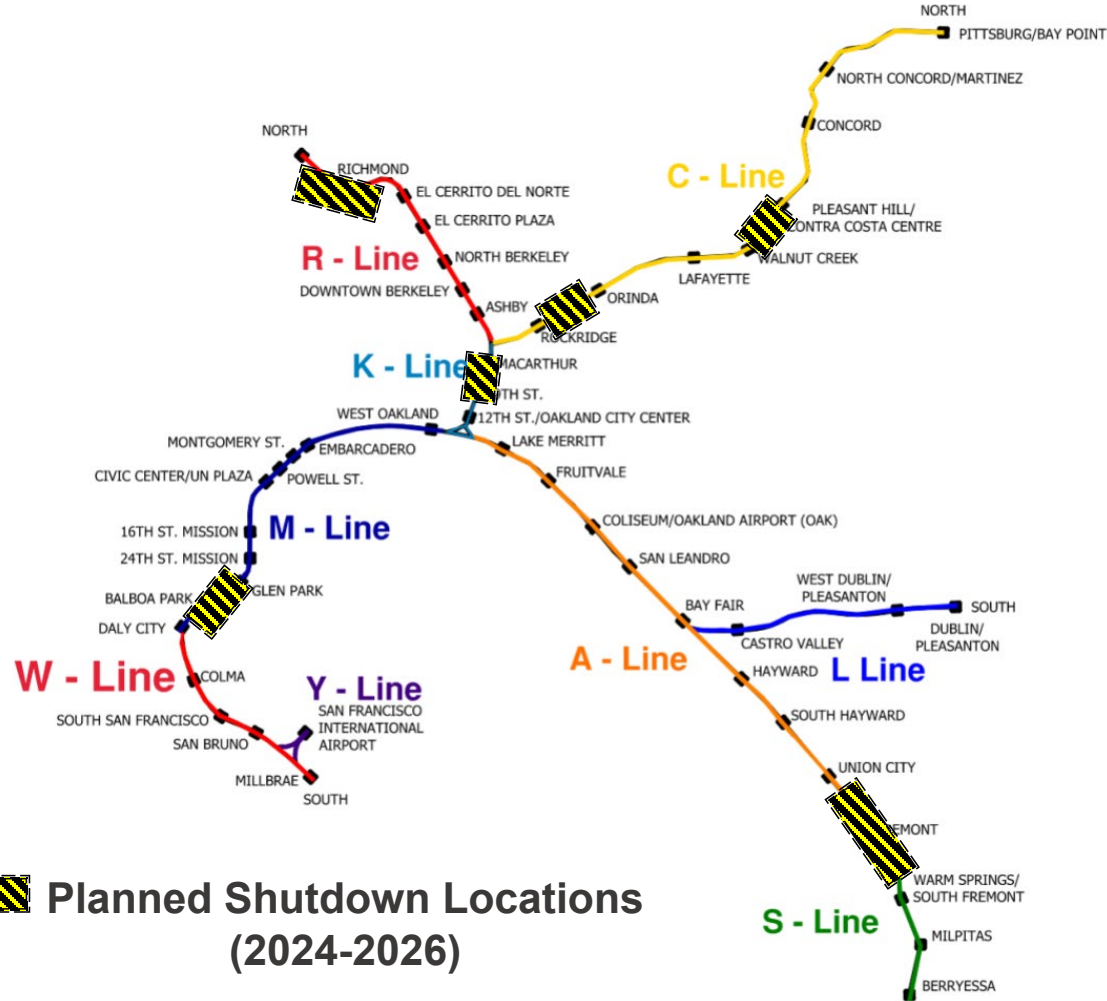 NORTH
PITTSBURG/BAY POINT
NORTH CONCORD/MARTINEZ
CONCORD
C - Line
PLEASANT HILL/
CONTRA COSTA CENTRE
WALNUT CREEK
LAFAYETTE
ORINDA
ROCKRIDGE
NORTH
RICHMOND
EL CERRITO DEL NORTE
EL CERRITO PLAZA
R - Line
NORTH BERKELEY
DOWNTOWN BERKELEY
ASHBY
K - Line
MACARTHUR
TH ST.
12TH ST./OAKLAND CITY CENTER
WEST OAKLAND
LAKE MERRITT
MONTGOMERY ST.
EMBARCADERO
CIVIC CENTER/UN PLAZA
POWELL ST.
FRUITVALE
16TH ST. MISSION
M - Line
COLISEUM/OAKLAND AIRPORT (OAK)
24TH ST. MISSION
SAN LEANDRO
GLEN PARK
BALBOA PARK
DALY CITY
BAY FAIR
WEST DUBLIN/
PLEASANTON
SOUTH
DUBLIN/
PLEASANTON
CASTRO VALLEY
A - Line
L Line
HAYWARD
W - Line
COLMA
Y - Line
SAN FRANCISCO
INTERNATIONAL
AIRPORT
SOUTH SAN FRANCISCO
SAN BRUNO
SOUTH HAYWARD
MILLBRAE
SOUTH
UNION CITY
EMONT
WARM SPRINGS/
SOUTH FREMONT
S - Line
MILPITAS
BERRYESSA
Planned Shutdown Locations
(2024-2026)